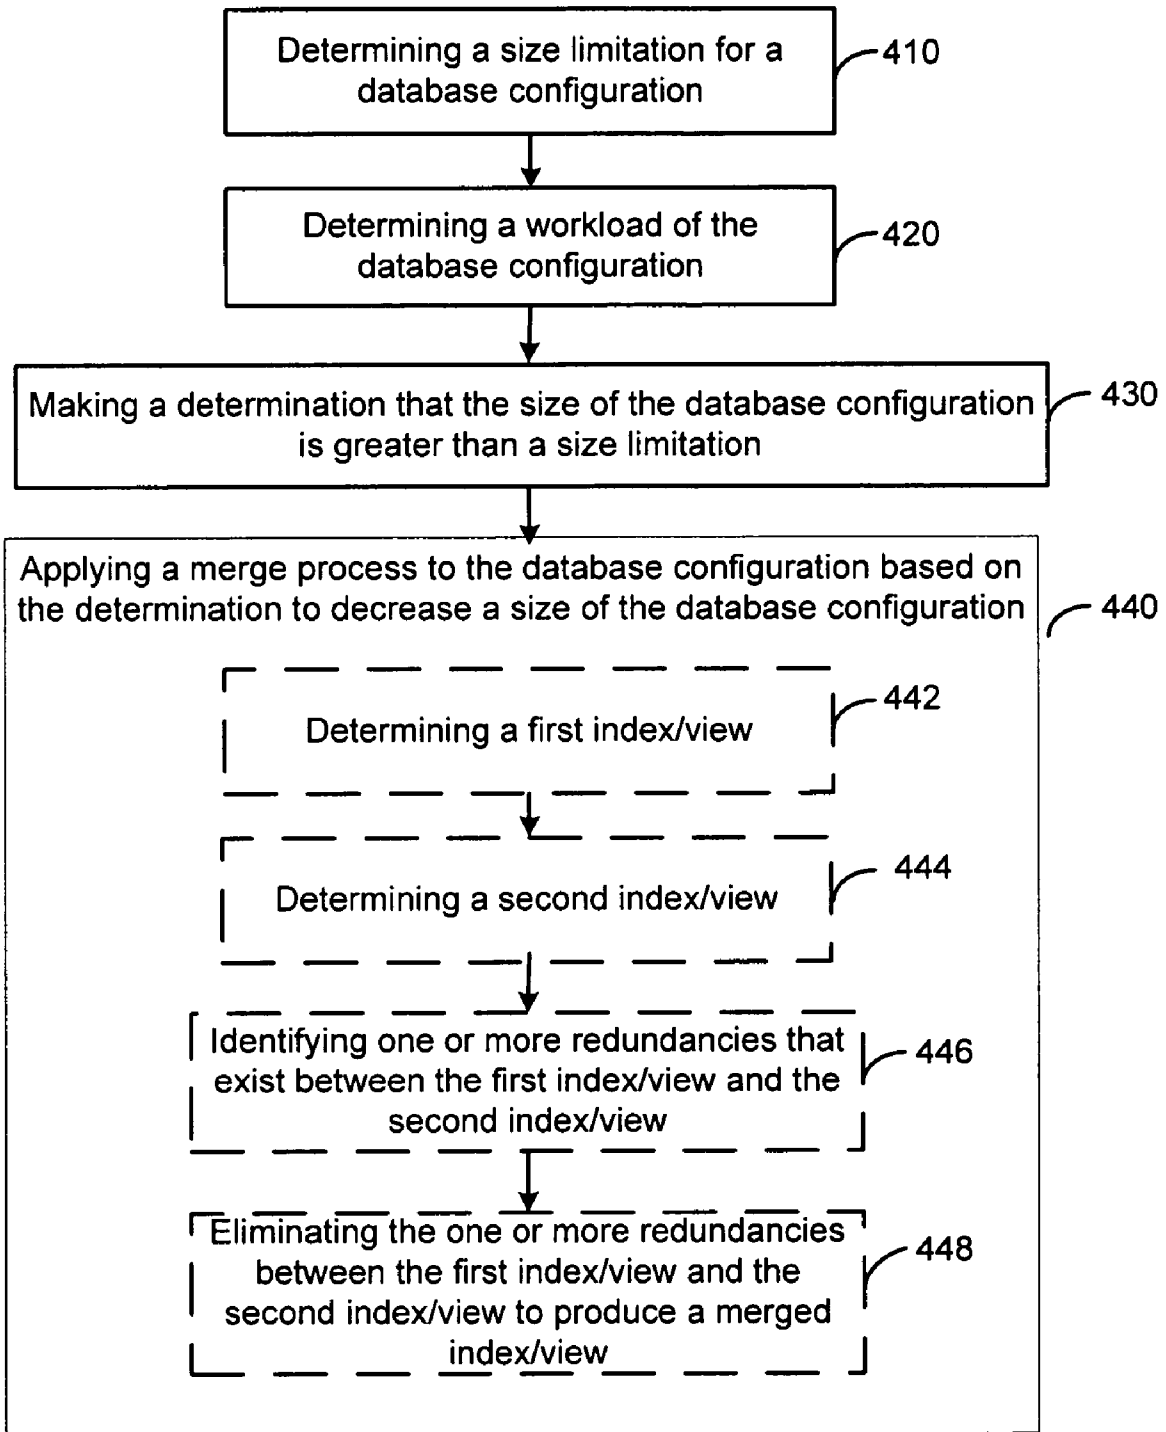 Determining a size limitation for a
database configuration
410
Determining a workload of the
database configuration
420
Making a determination that the size of the database configuration
is greater than a size limitation
430
Applying a merge process to the database configuration based on
the determination to decrease a size of the database configuration
440
Determining a first index/view
442
Determining a second index/view
444
Identifying one or more redundancies that
exist between the first index/view and the
second index/view
446
Eliminating the one or more redundancies
between the first index/view and the
second index/view to produce a merged
index/view
448